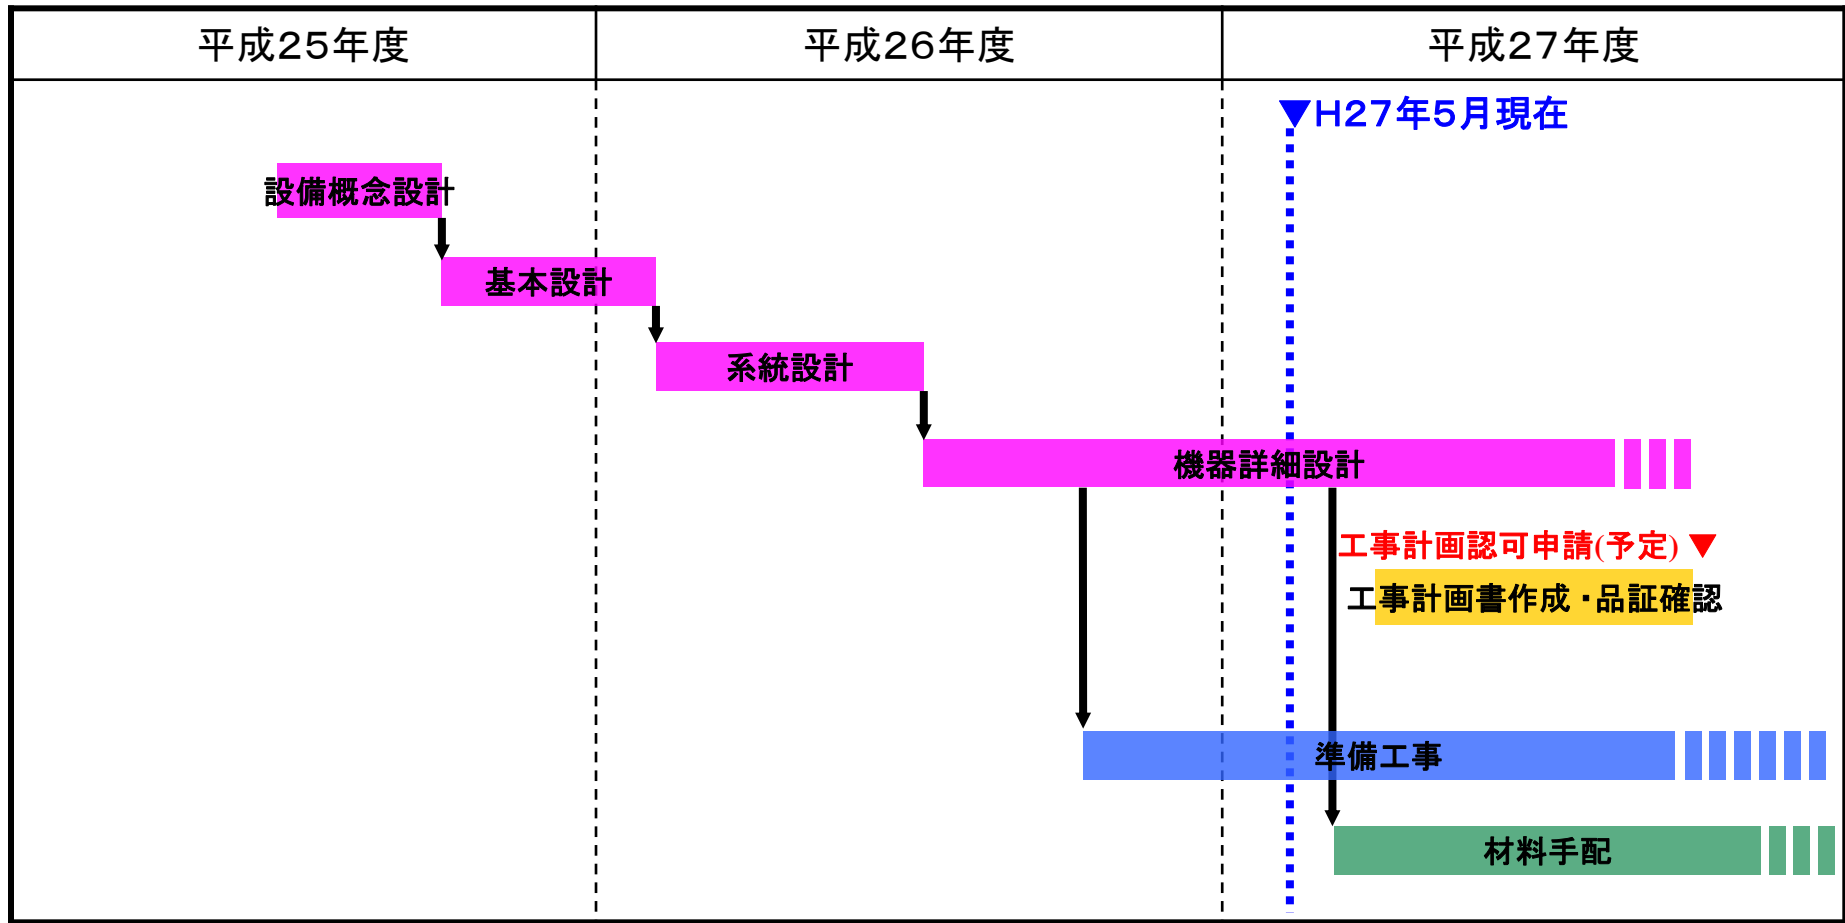 平成25年度
平成26年度
平成27年度
▼H27年5月現在
設備概念設計
基本設計
系統設計
機器詳細設計
工事計画認可申請(予定) ▼
工事計画書作成・品証確認
準備工事
材料手配